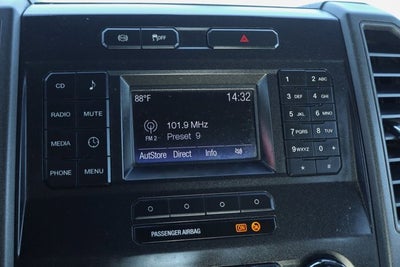 OFF
CD
RADIO MUTE
MEDIA
PHONE MENU
88°F 14:32
101.9 MHz
FM 2 Preset 9
AutStore Direct Info
1 2 ABC
3 DEF 4 GHI
5 JKL 6 MNO
7 PQRS 8 TUV
9 WXYZ 0
* #
PASSENGER AIRBAG ON